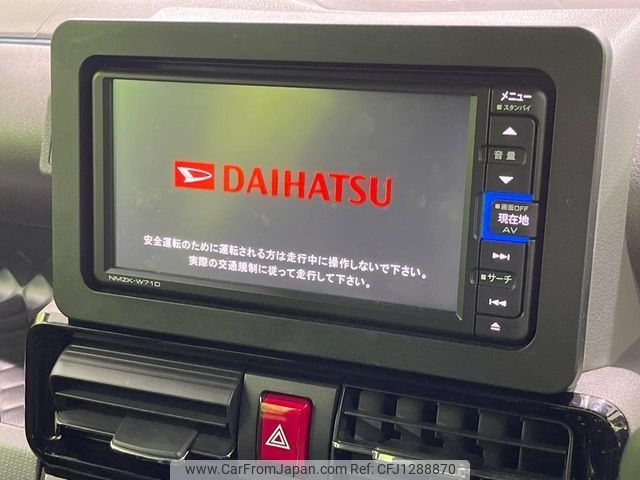 メニュー
スタンバイ
音量
画面OFF
現在地
AV
サーチ
DAIHATSU
安全運転のために運転される方は走行中に操作しないで下さい。
実際の交通規制に従って走行して下さい。
NMZK-W71D
© CarFromJapan.com - CFJ1288870